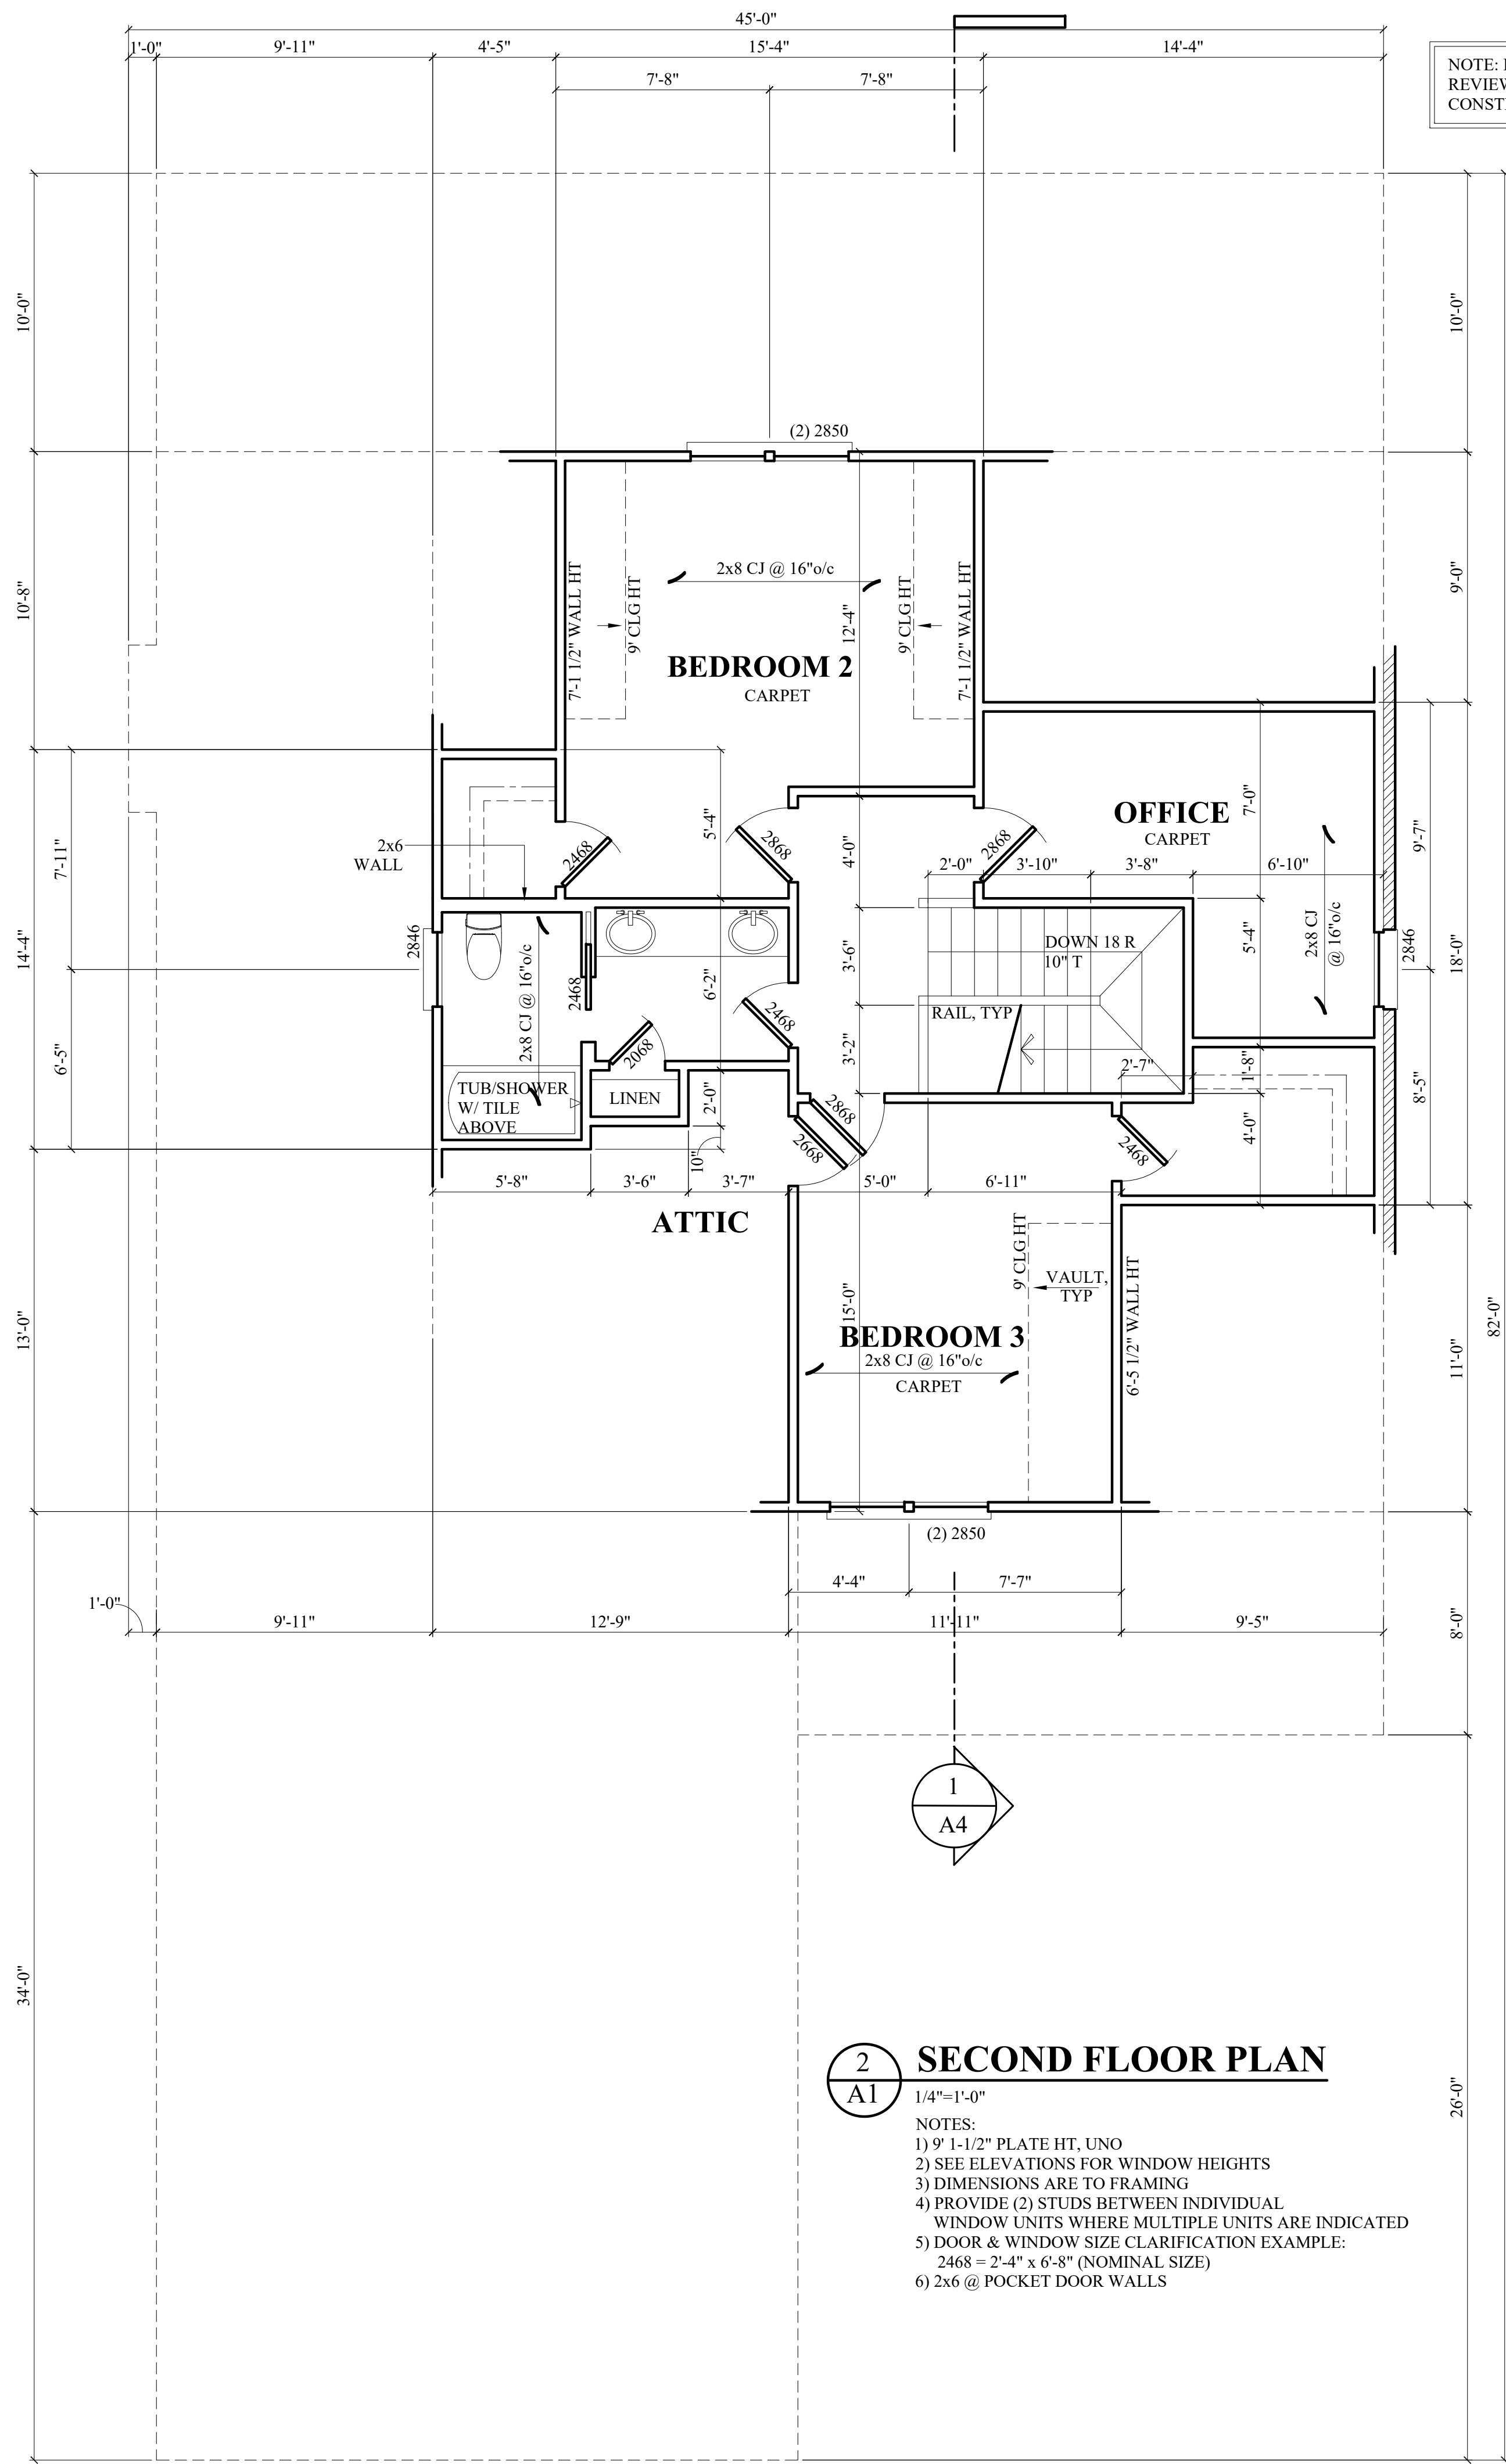 45'-0"
1'-0"
9'-11"
4'-5"
15'-4"
14'-4"
7'-8"
7'-8"
NOTE:
10'-0"
10'-0"
(2) 2850
10'-8"
9'-0"
2x8 CJ @ 16"o/c
7'-1 1/2" WALL HT
9' CLG HT
12'-4"
9' CLG HT
7'-1 1/2" WALL HT
BEDROOM 2
CARPET
7'-11"
2x6
WALL
2468
5'-4"
2868
4'-0"
2868
OFFICE
CARPET
7'-0"
9'-7"
2'-0"
3'-10"
3'-8"
6'-10"
14'-4"
2846
2x8 CJ @ 16"o/c
2468
6'-2"
2468
3'-6"
DOWN 18 R
10" T
5'-4"
2x8 CJ
@ 16"o/c
2846
18'-0"
RAIL, TYP
6'-5"
2068
3'-2"
2'-7"
1'-8"
8'-5"
TUB/SHOWER
W/ TILE
ABOVE
LINEN
2'-0"
2868
2668
2468
4'-0"
10"
5'-8"
3'-6"
3'-7"
5'-0"
6'-11"
ATTIC
9' CLG HT
VAULT,
TYP
6'-5 1/2" WALL HT
13'-0"
15'-0"
82'-0"
BEDROOM 3
2x8 CJ @ 16"o/c
CARPET
11'-0"
(2) 2850
4'-4"
7'-7"
1'-0"
9'-11"
12'-9"
11'-11"
9'-5"
8'-0"
1
A4
34'-0"
26'-0"
2
A1
SECOND FLOOR PLAN
1/4"=1'-0"
NOTES:
1) 9' 1-1/2" PLATE HT, UNO
2) SEE ELEVATIONS FOR WINDOW HEIGHTS
3) DIMENSIONS ARE TO FRAMING
4) PROVIDE (2) STUDS BETWEEN INDIVIDUAL
WINDOW UNITS WHERE MULTIPLE UNITS ARE INDICATED
5) DOOR & WINDOW SIZE CLARIFICATION EXAMPLE:
2468 = 2'-4" x 6'-8" (NOMINAL SIZE)
6) 2x6 @ POCKET DOOR WALLS